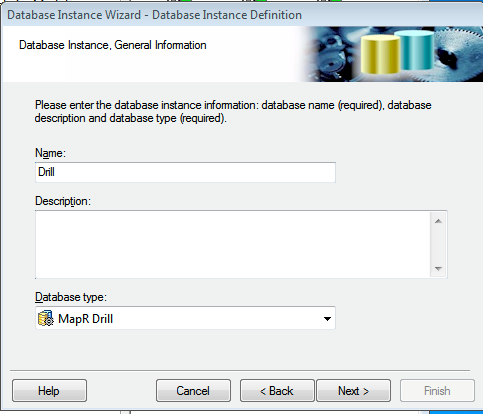 Database Instance Wizard - Database Instance Definition
Database Instance, General Information
Please enter the database instance information: database name (required), database
description and database type (required).
Name:
Drill
Description:
Database type:
MapR Drill
Help
Cancel
< Back
Next >
Finish